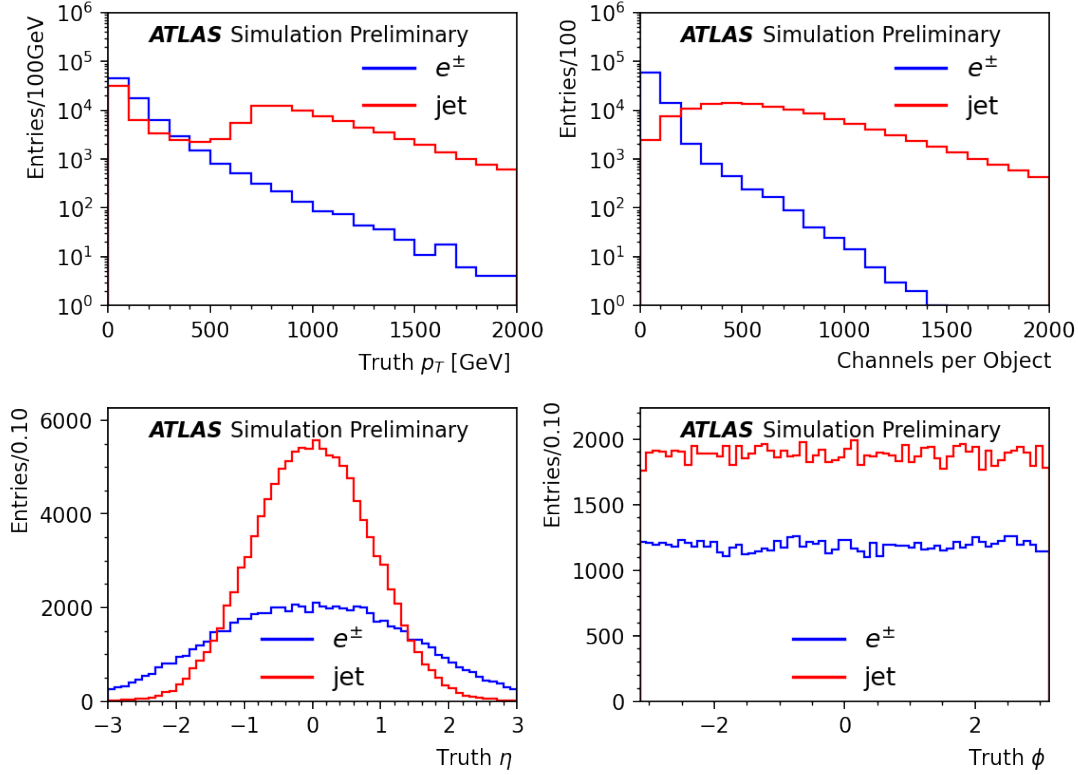 ATLAS Simulation Preliminary
e±
jet
Entries/100GeV
10^6
10^5
10^4
10^3
10^2
10^1
10^0
0 500 1000 1500 2000
Truth p_T [GeV]
ATLAS Simulation Preliminary
e±
jet
Entries/100
10^6
10^5
10^4
10^3
10^2
10^1
10^0
0 500 1000 1500 2000
Channels per Object
ATLAS Simulation Preliminary
Entries/0.10
6000
4000
2000
0
e±
jet
−3 −2 −1 0 1 2 3
Truth η
ATLAS Simulation Preliminary
Entries/0.10
2000
1500
1000
500
0
e±
jet
−2 0 2
Truth ϕ